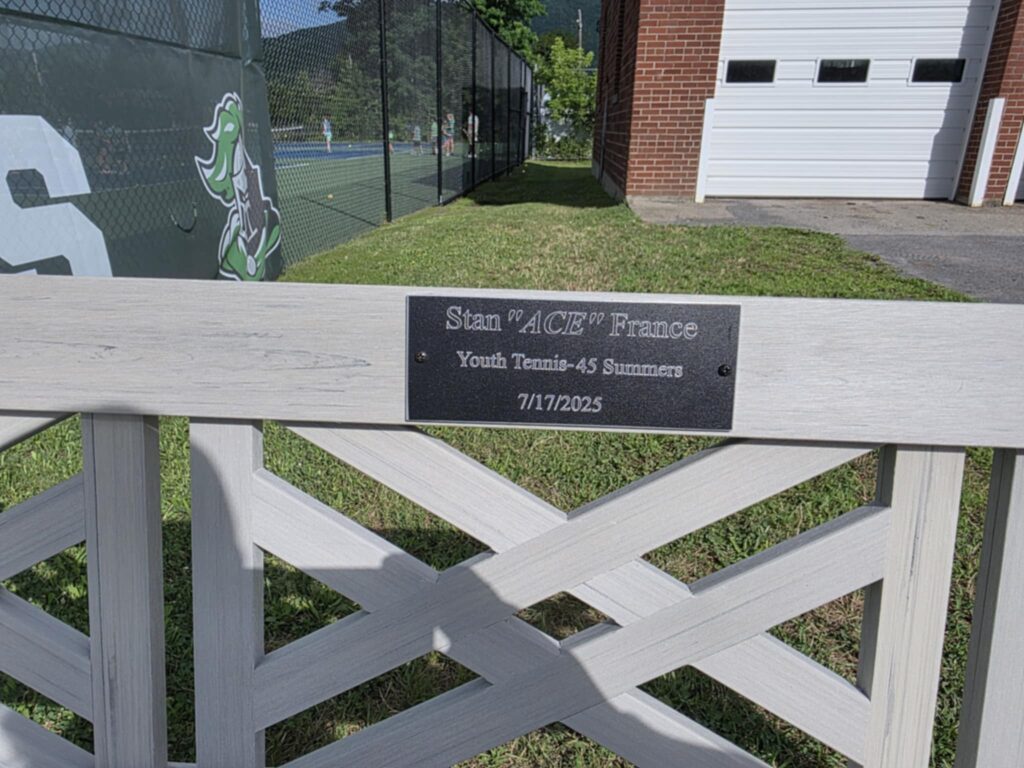 S
Stan "ACE" France
Youth Tennis-45 Summers
7/17/2025